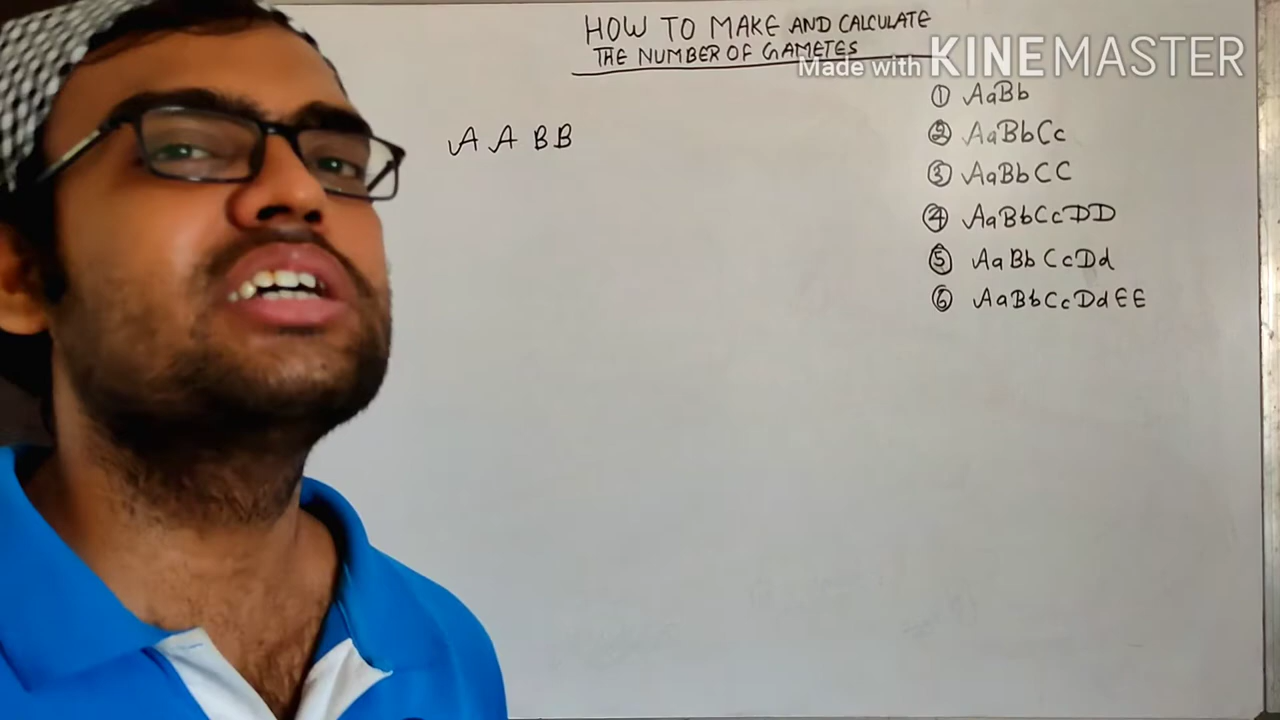 HOW TO MAKE AND CALCULATE
THE NUMBER OF GAMETES
Made with KINEMASTER
A A BB
① AaBb
② AaBbCc
③ AaBbCC
④ AaBbCcDD
⑤ AaBbCcDd
⑥ AaBbCcDdEE